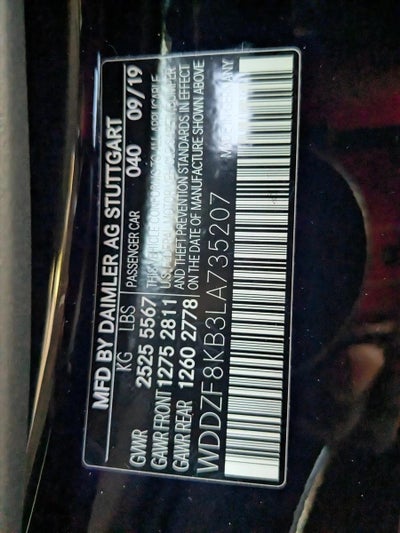 MFD BY DAIMLER AG STUTTGART
KG LBS PASSENGER CAR 040 09/19
GVWR 2525 5567
GAWR FRONT 1275 2811
GAWR REAR 1260 2778
AND THEFT PREVENTION STANDARDS IN EFFECT
ON THE DATE OF MANUFACTURE SHOWN ABOVE
WDDZF8KB3LA735207